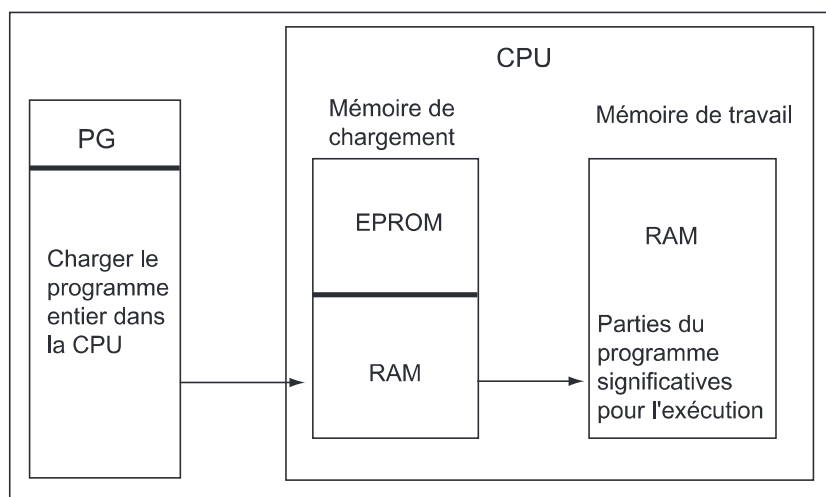 CPU
PG
Charger le
programme
entier dans
la CPU
Mémoire de
chargement
EPROM
RAM
Mémoire de travail
RAM
Parties du
programme
significatives
pour l'exécution